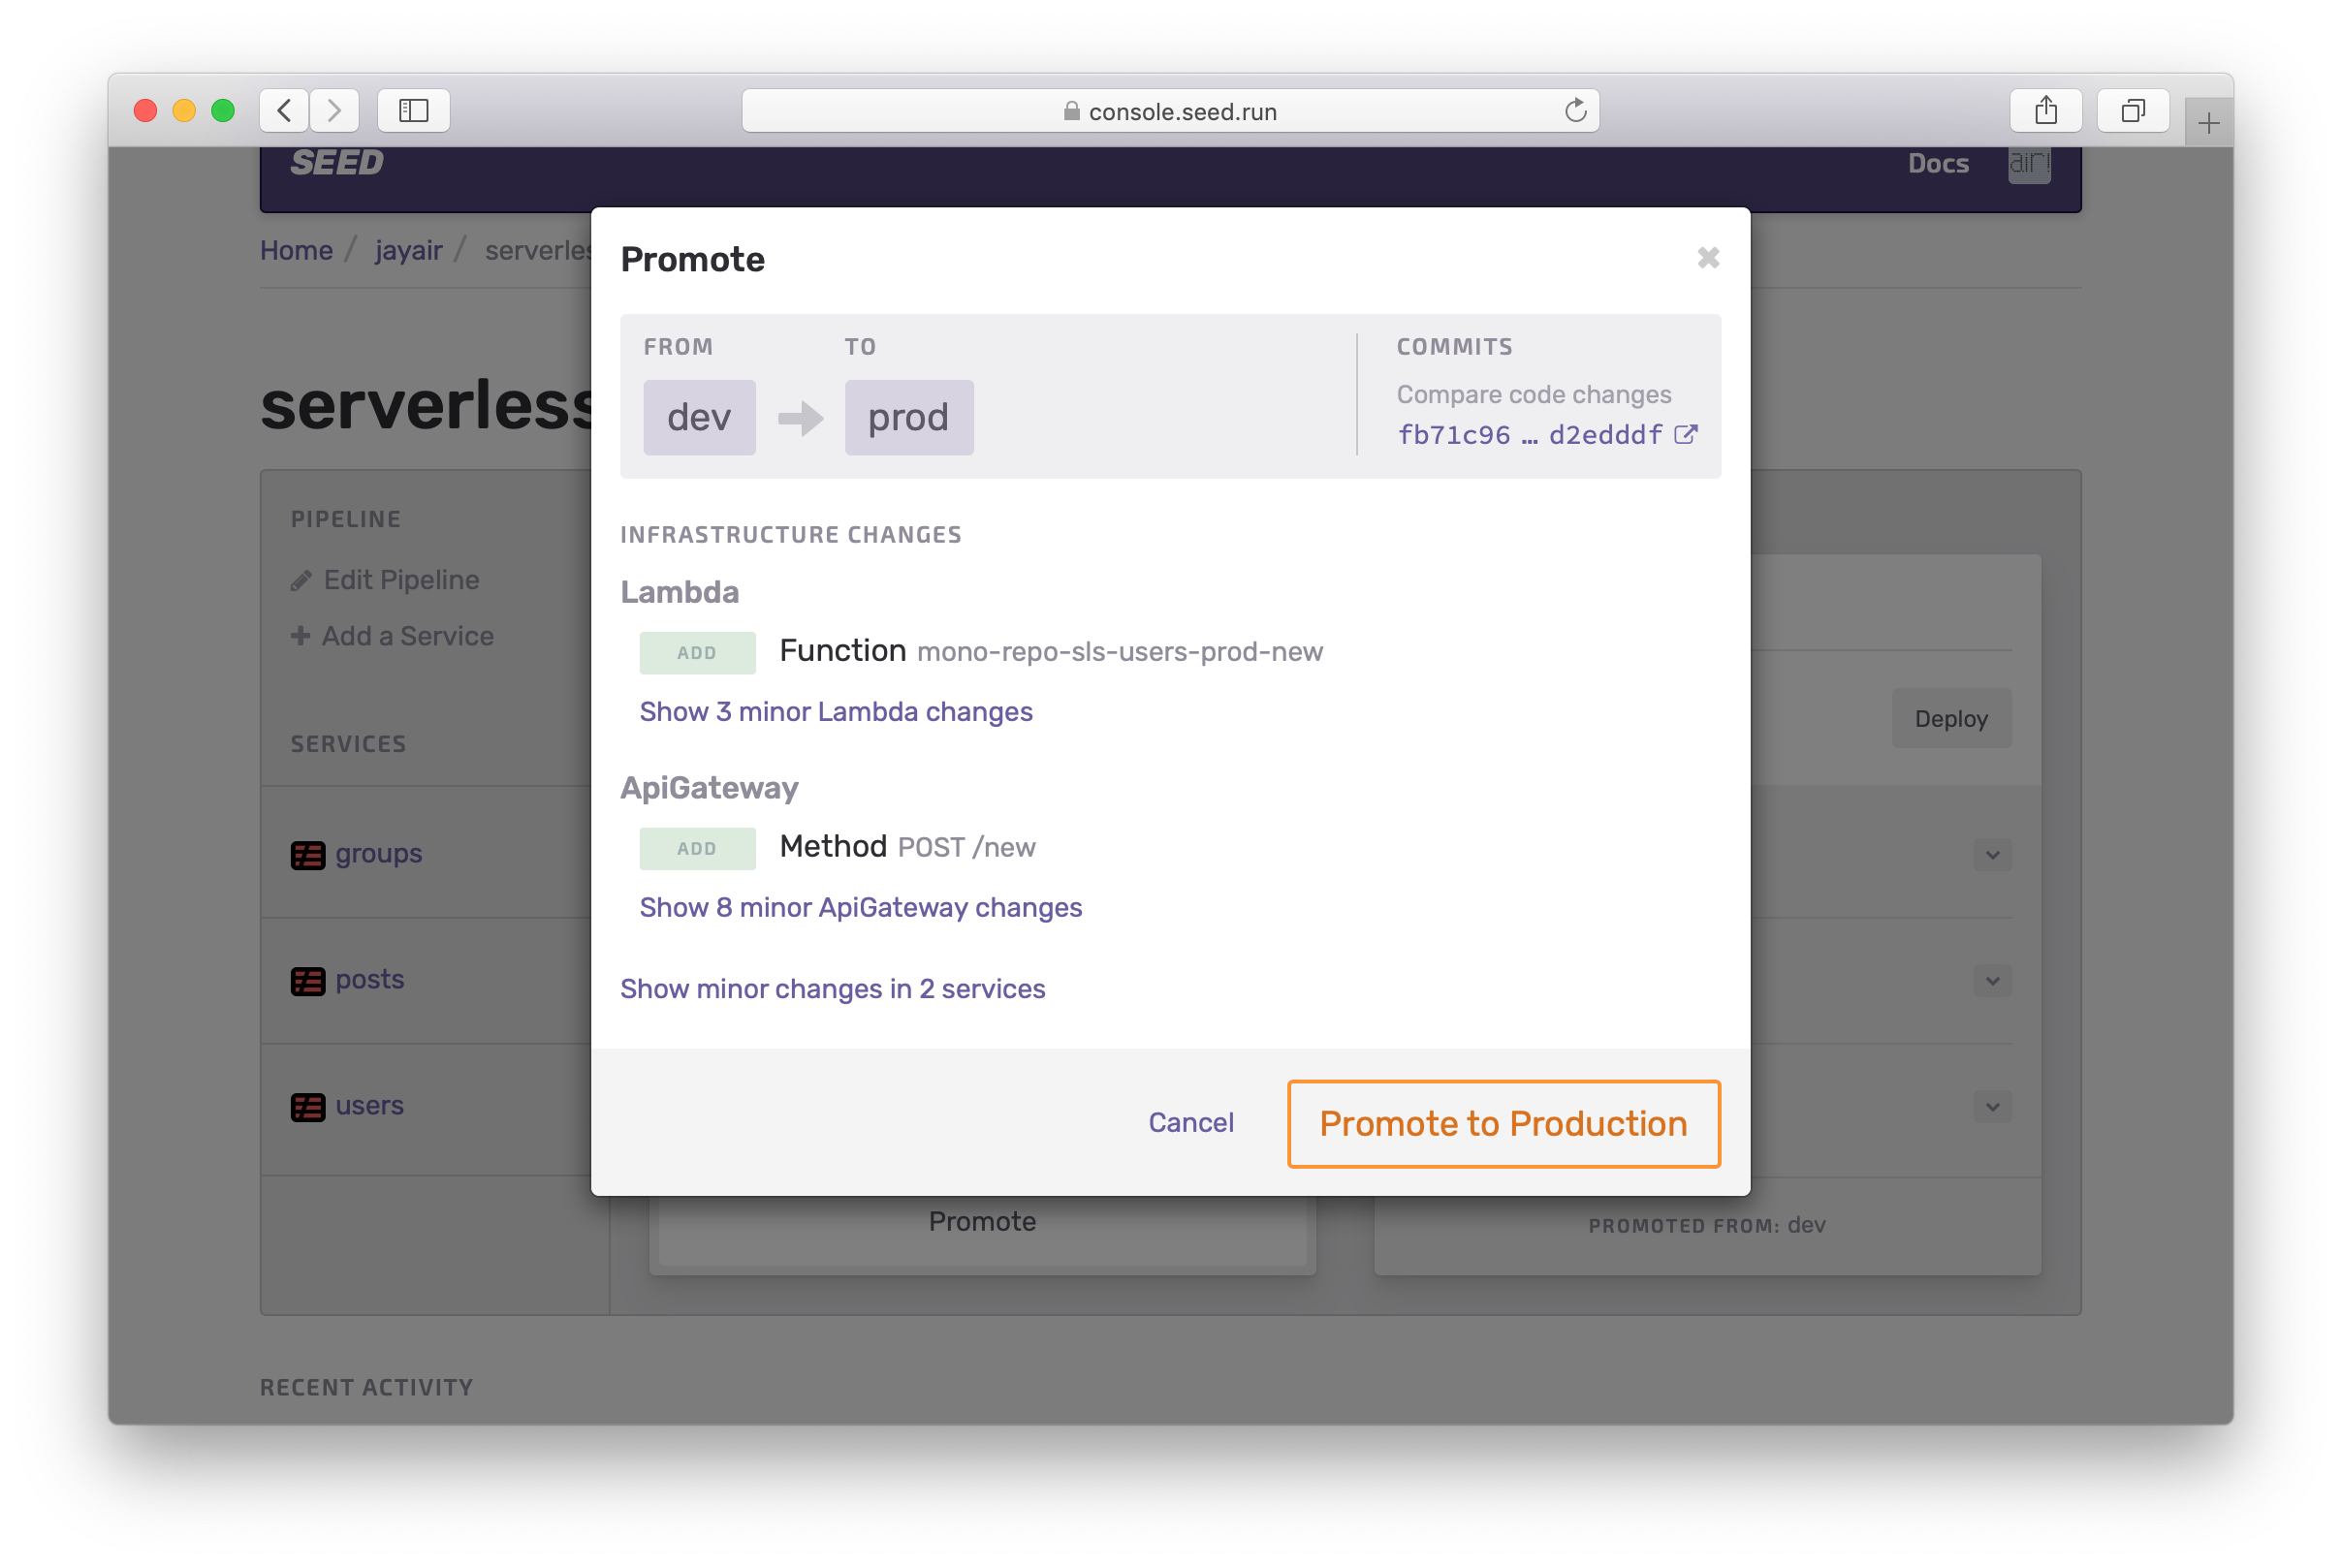 console.seed.run
SEED
Docs
Home / jayair /
Promote
FROM
TO
COMMITS
dev
prod
Compare code changes
fb71c96 … d2edddf
serverless
INFRASTRUCTURE CHANGES
PIPELINE
Edit Pipeline
Add a Service
Lambda
ADD Function mono-repo-sls-users-prod-new
Show 3 minor Lambda changes
Deploy
SERVICES
ApiGateway
ADD Method POST /new
groups
Show 8 minor ApiGateway changes
posts
Show minor changes in 2 services
users
Cancel
Promote to Production
Promote
PROMOTED FROM: dev
RECENT ACTIVITY